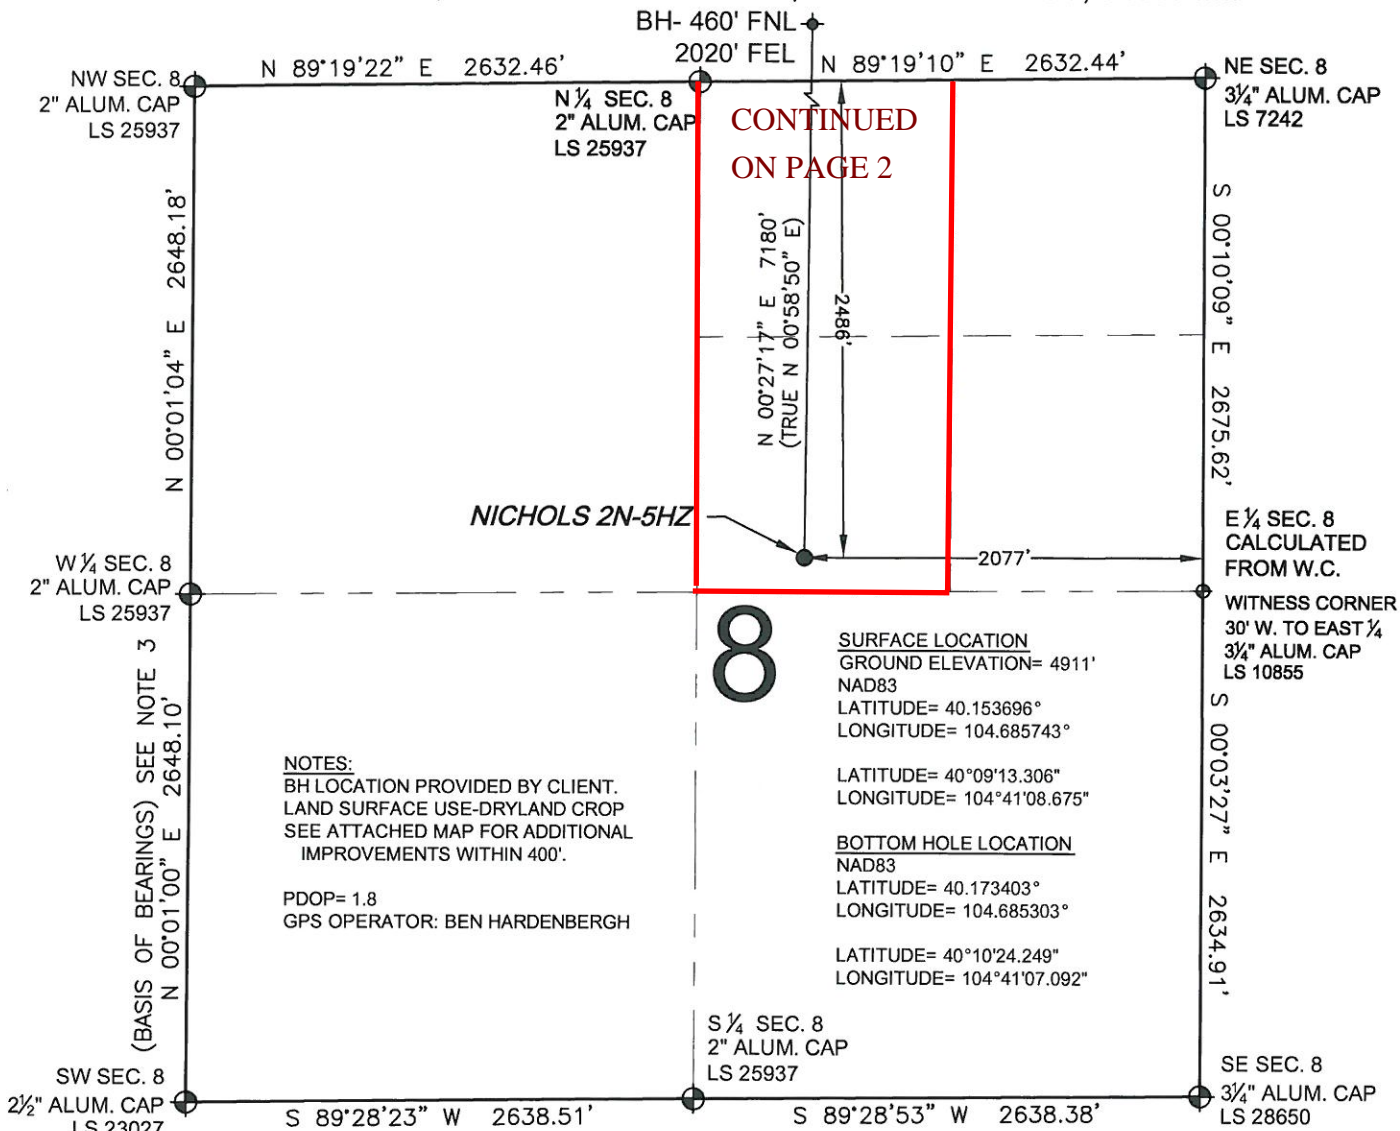 BH- 460' FNL
2020' FEL
N 89°19'22" E 2632.46'
N 89°19'10" E 2632.44'
NW SEC. 8
2" ALUM. CAP
LS 25937
N ¼ SEC. 8
2" ALUM. CAP
LS 25937
CONTINUED
ON PAGE 2
NE SEC. 8
3¼" ALUM. CAP
LS 7242
N 00°01'04" E 2648.18'
N 00°27'17" E 7180'
(TRUE N 00°58'50" E)
2486'
S 00°10'09" E 2675.62'
NICHOLS 2N-5HZ
2077'
W ¼ SEC. 8
2" ALUM. CAP
LS 25937
E ¼ SEC. 8
CALCULATED
FROM W.C.
WITNESS CORNER
30' W. TO EAST ¼
3¼" ALUM. CAP
LS 10855
8
(BASIS OF BEARINGS) SEE NOTE 3
N 00°01'00" E 2648.10'
NOTES:
BH LOCATION PROVIDED BY CLIENT.
LAND SURFACE USE-DRYLAND CROP
SEE ATTACHED MAP FOR ADDITIONAL
IMPROVEMENTS WITHIN 400'.
PDOP= 1.8
GPS OPERATOR: BEN HARDENBERGH
SURFACE LOCATION
GROUND ELEVATION= 4911'
NAD83
LATITUDE= 40.153696°
LONGITUDE= 104.685743°
LATITUDE= 40°09'13.306"
LONGITUDE= 104°41'08.675"
BOTTOM HOLE LOCATION
NAD83
LATITUDE= 40.173403°
LONGITUDE= 104.685303°
LATITUDE= 40°10'24.249"
LONGITUDE= 104°41'07.092"
S 00°03'27" E 2634.91'
S ¼ SEC. 8
2" ALUM. CAP
LS 25937
SW SEC. 8
2½" ALUM. CAP
LS 23027
S 89°28'23" W 2638.51'
S 89°28'53" W 2638.38'
SE SEC. 8
3¼" ALUM. CAP
LS 28650